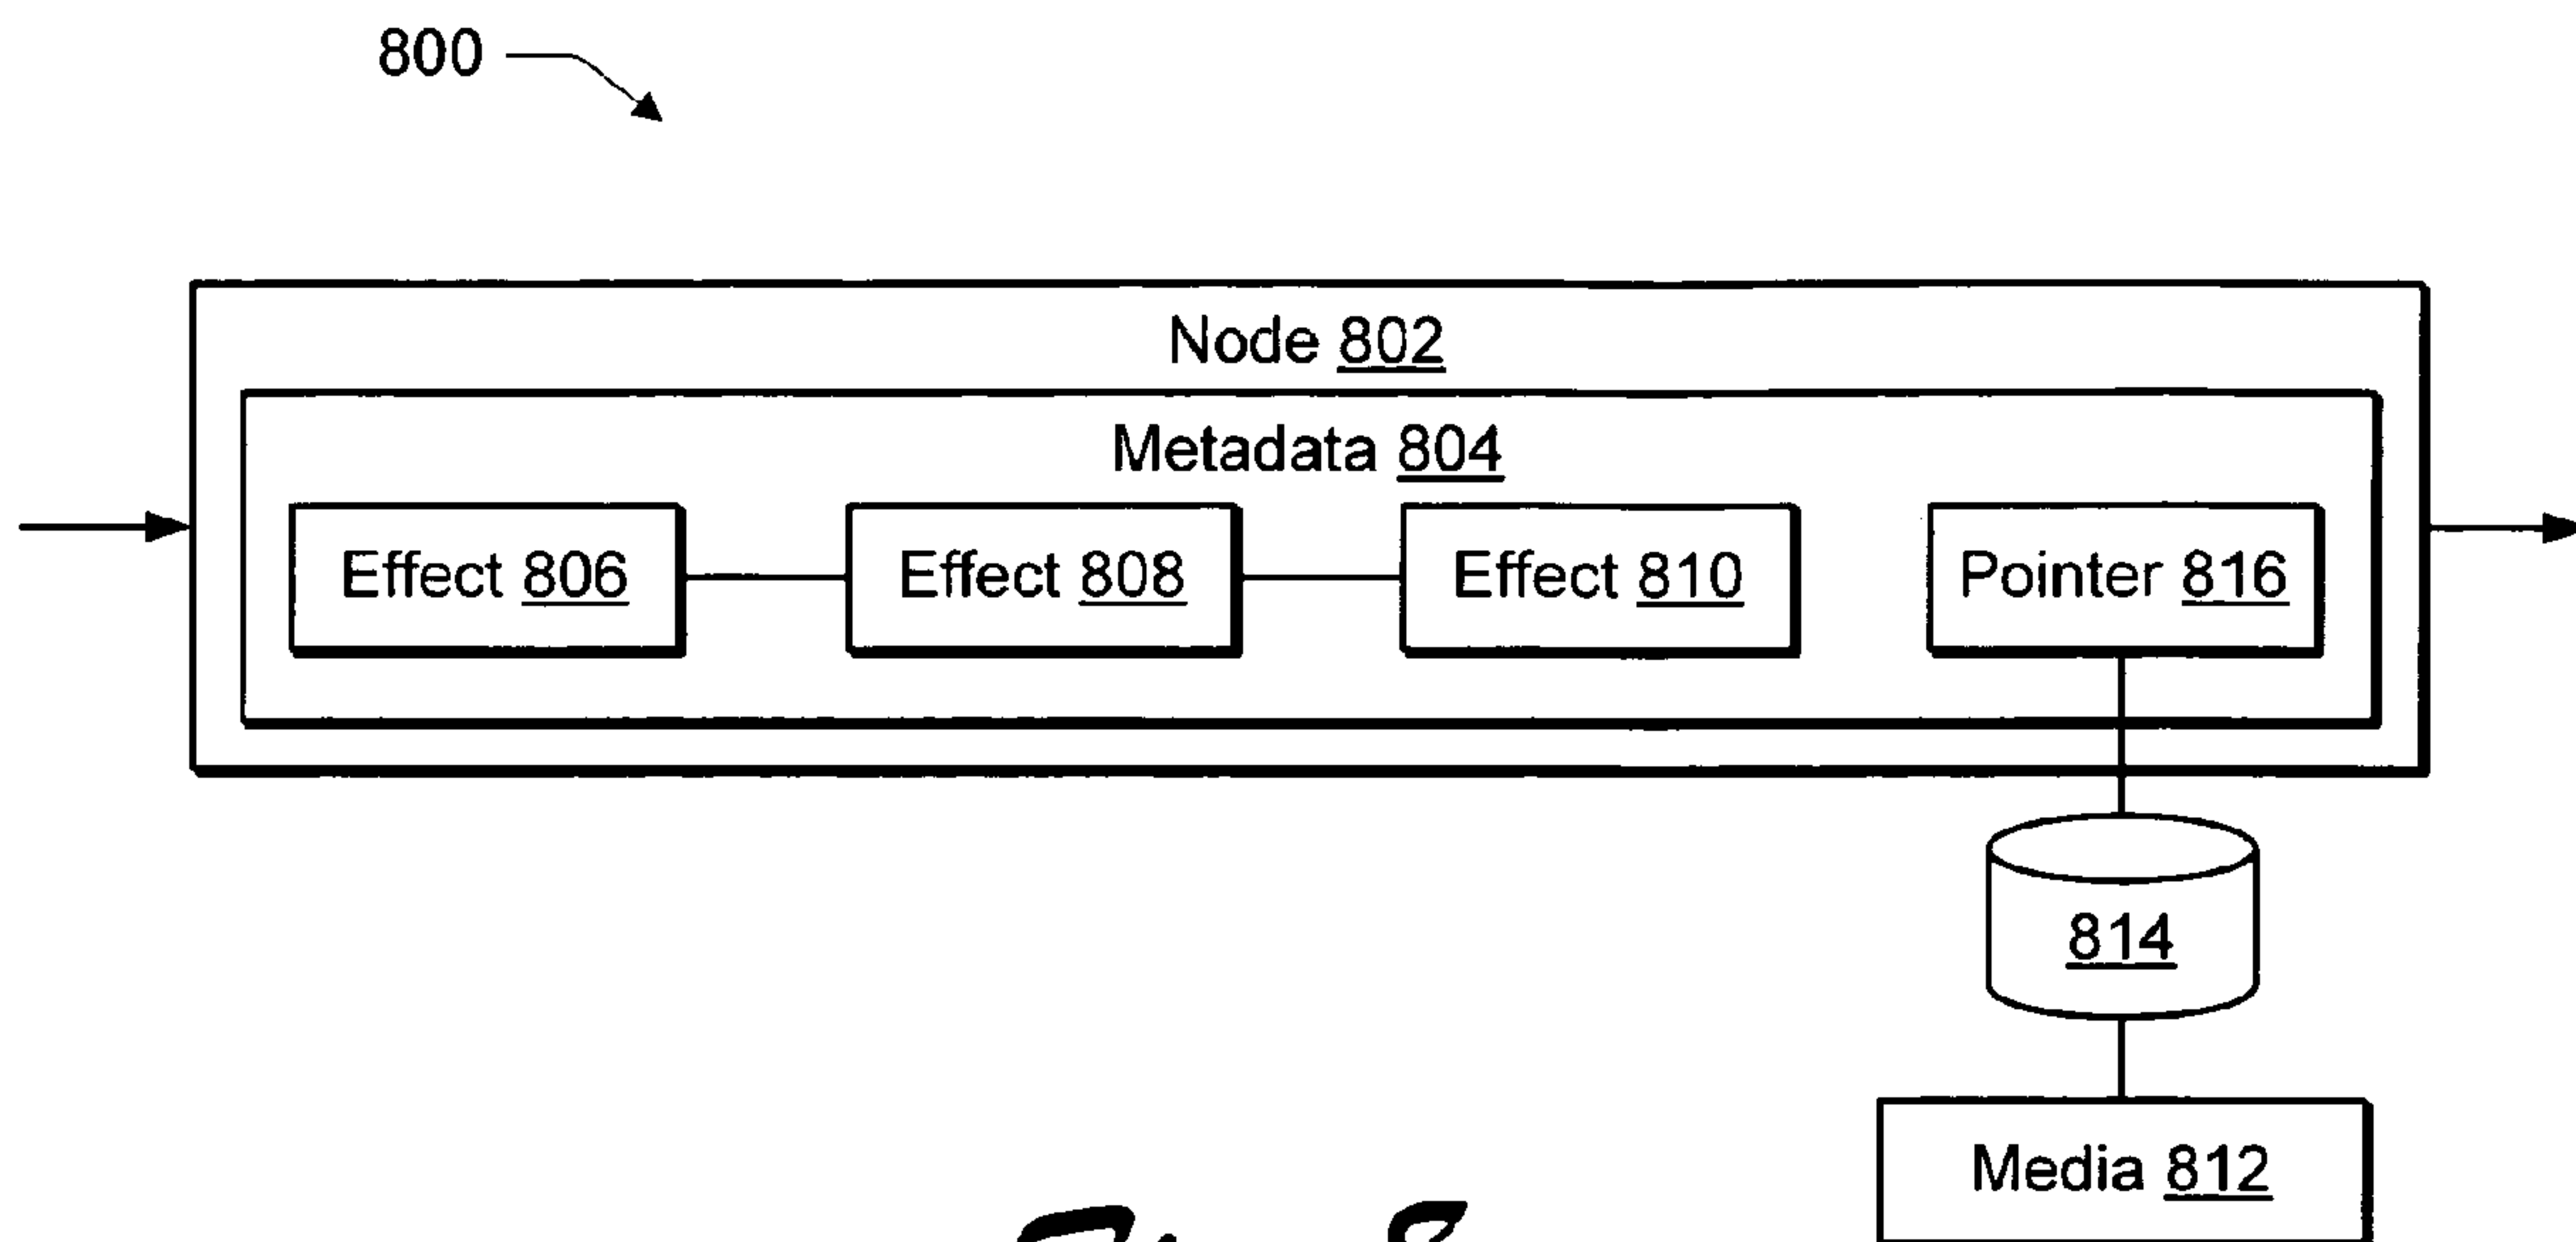 800
Node 802
Metadata 804
Effect 806 Effect 808 Effect 810 Pointer 816
814
Media 812